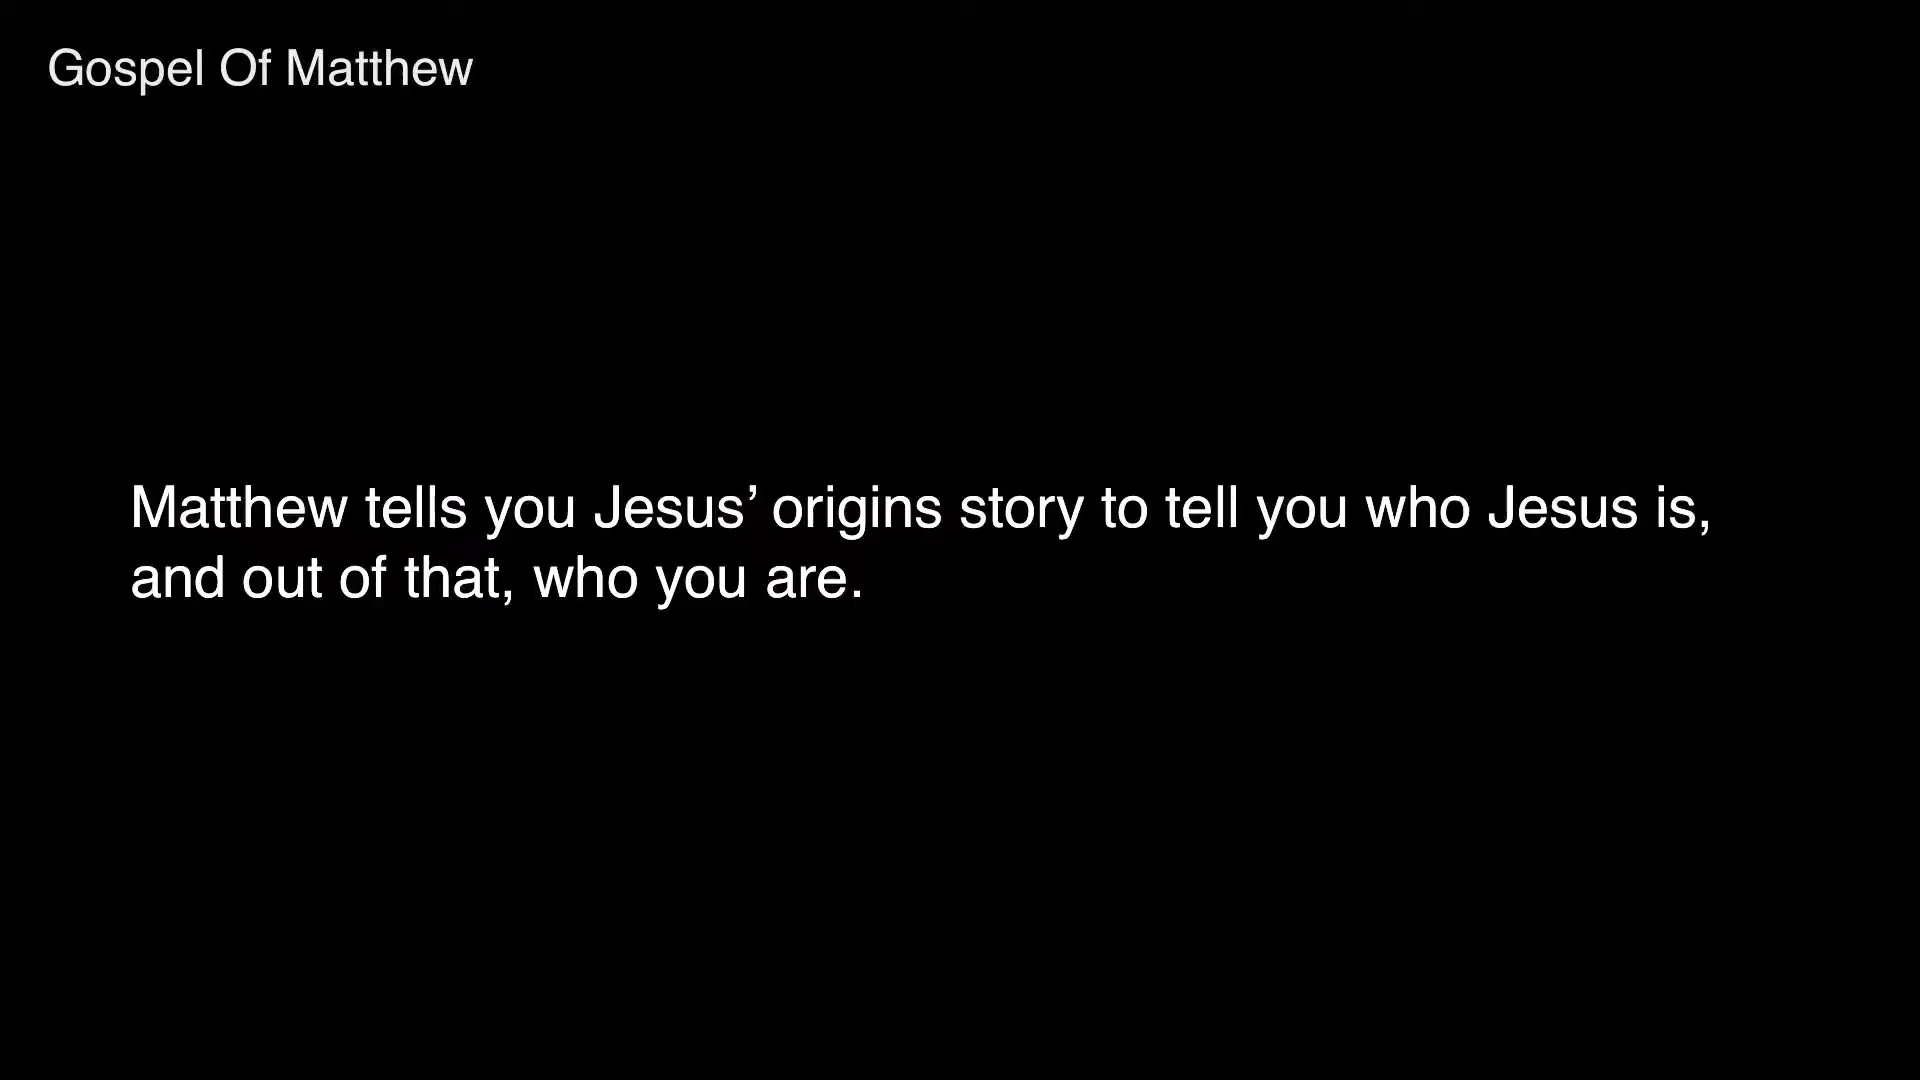 Gospel Of Matthew
Matthew tells you Jesus’ origins story to tell you who Jesus is,
and out of that, who you are.